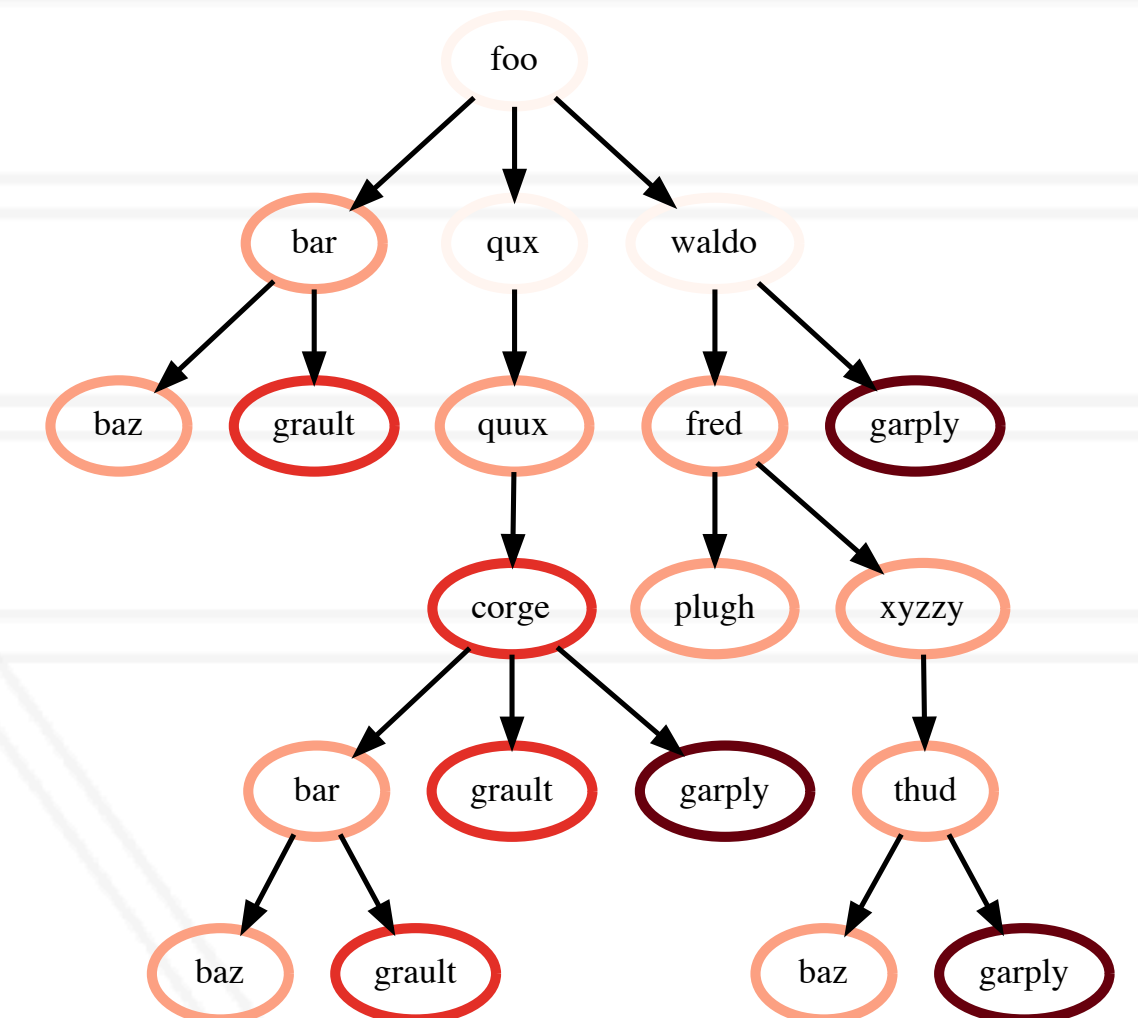 foo
bar
qux
waldo
baz
grault
quux
fred
garply
corge
plugh
xyzzy
bar
grault
garply
thud
baz
grault
baz
garply